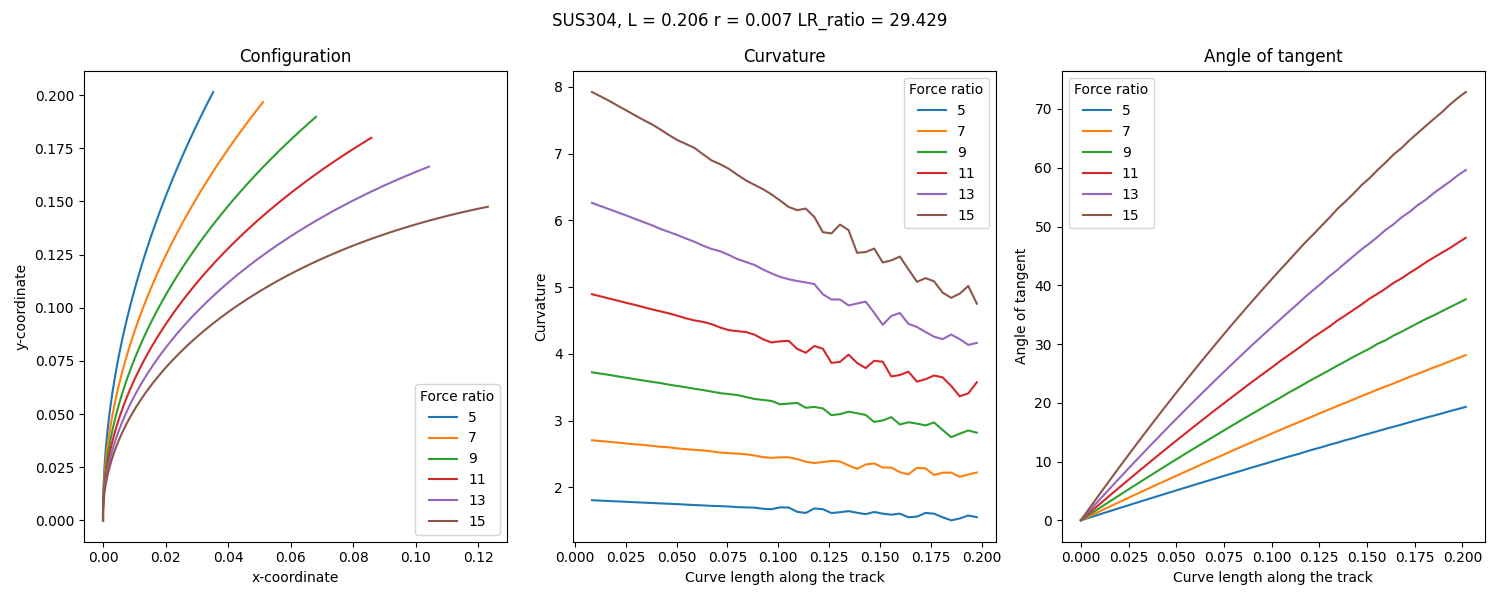 SUS304, L = 0.206 r = 0.007 LR_ratio = 29.429
Configuration
y-coordinate
0.200
0.175
0.150
0.125
0.100
0.075
0.050
0.025
0.000
0.00 0.02 0.04 0.06 0.08 0.10 0.12
x-coordinate
Force ratio
5
7
9
11
13
15
Curvature
Curvature
8
7
6
5
4
3
2
0.000 0.025 0.050 0.075 0.100 0.125 0.150 0.175 0.200
Curve length along the track
Force ratio
5
7
9
11
13
15
Angle of tangent
Angle of tangent
70
60
50
40
30
20
10
0
0.000 0.025 0.050 0.075 0.100 0.125 0.150 0.175 0.200
Curve length along the track
Force ratio
5
7
9
11
13
15